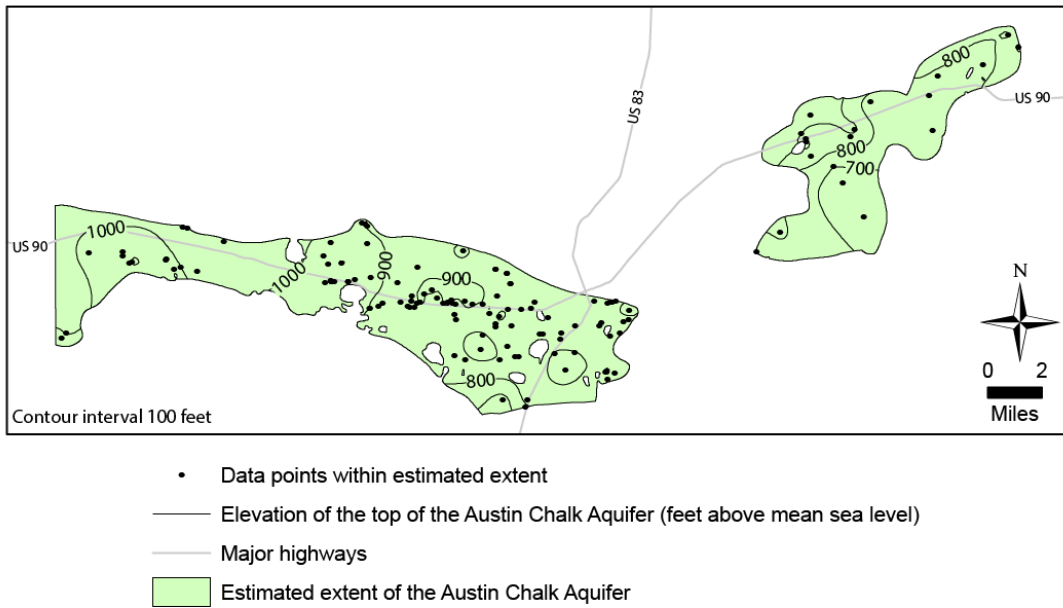 800
US 83
US 90
800
700
1000
US 90
900
1000
900
N
800
0 2
Miles
Contour interval 100 feet
Data points within estimated extent
Elevation of the top of the Austin Chalk Aquifer (feet above mean sea level)
Major highways
Estimated extent of the Austin Chalk Aquifer